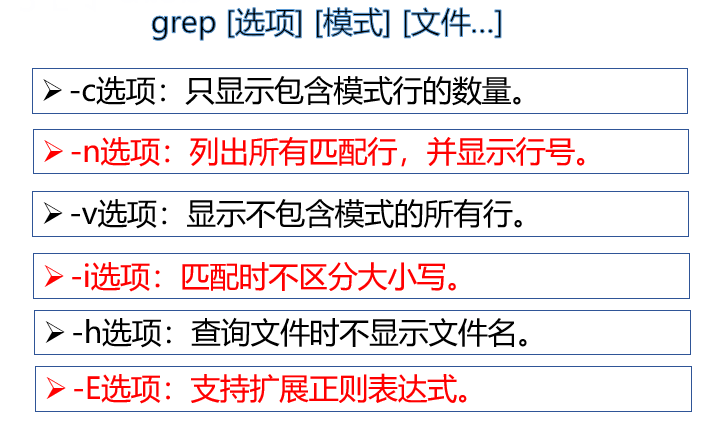 grep [选项] [模式] [文件…]
➢ -c选项：只显示包含模式行的数量。
➢ -n选项：列出所有匹配行，并显示行号。
➢ -v选项：显示不包含模式的所有行。
➢ -i选项：匹配时不区分大小写。
➢ -h选项：查询文件时不显示文件名。
➢ -E选项：支持扩展正则表达式。